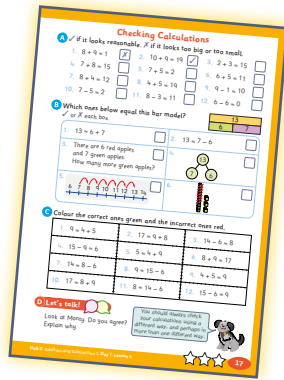 Checking Calculations
A ✓ if it looks reasonable. ✗ if it looks too big or too small.
1. 8 + 9 = 1 ✗
2. 10 + 9 = 19 ✓
3. 2 + 3 = 15
4. 7 + 8 = 15
5. 7 + 5 = 2
6. 6 + 5 = 11
7. 8 + 4 = 12
8. 4 + 5 = 19
9. 9 - 1 = 10
10. 7 - 5 = 2
11. 8 - 3 = 11
12. 6 - 6 = 0
B Which ones below equal this bar model?
✓ or ✗ each box.
13
6 7
1. 13 = 6 + 7
2. 13 = 7 - 6
3. There are 6 red apples
and 7 green apples.
How many more green apples?
4.
13
7 6
5.
6 7 8 9 10 11 12 13 14
6.
C Colour the correct ones green and the incorrect ones red.
1. 9 = 4 + 5
2. 17 = 9 + 8
3. 14 - 6 = 8
4. 15 - 9 = 6
5. 5 = 4 + 9
6. 8 + 9 = 17
7. 14 = 8 - 6
8. 9 = 15 - 6
9. 4 + 5 = 9
10. 17 = 8 + 9
11. 8 = 14 - 6
12. 15 - 6 = 9
D Let's talk!
Look at Mandy. Do you agree?
Explain why.
You should always check
your calculations using a
different way, and perhaps in
more than one different way.
17